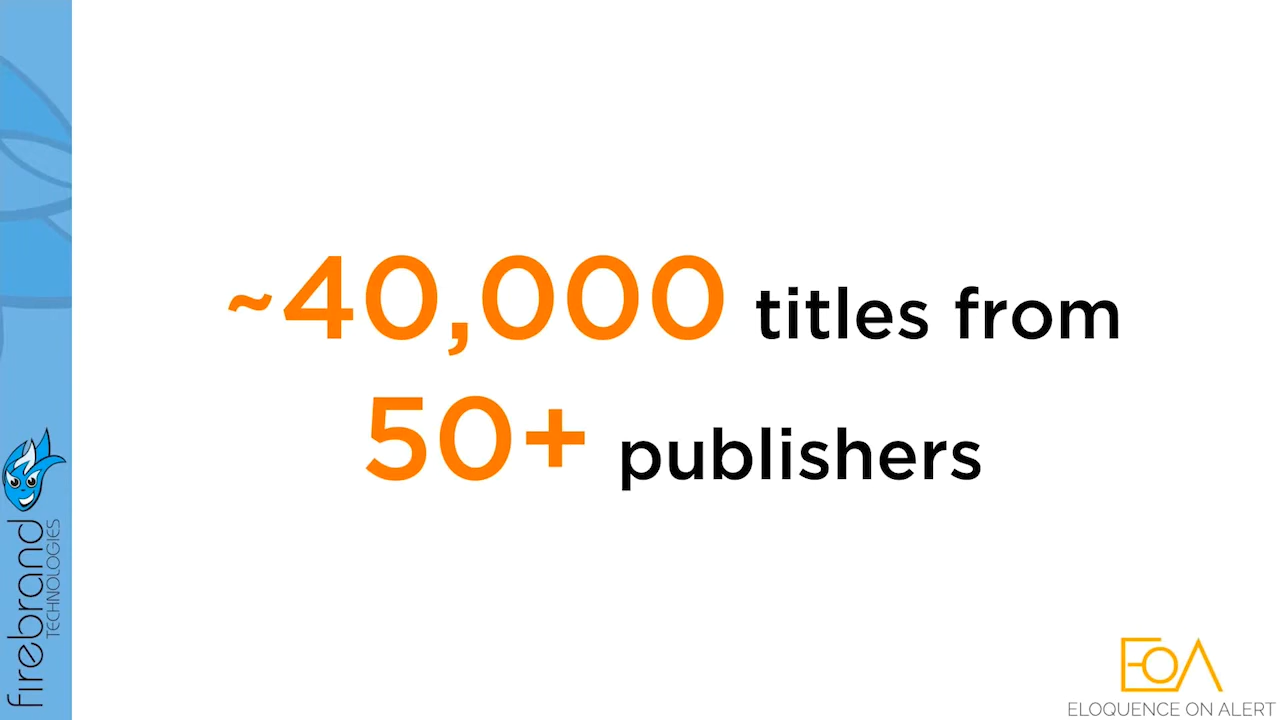 ~40,000 titles from
50+ publishers
firebrand
TECHNOLOGIES
EOA
ELOQUENCE ON ALERT